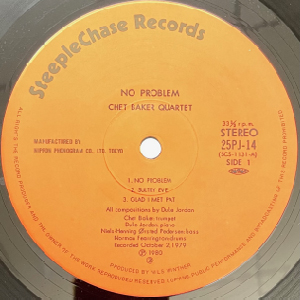 SteepleChase Records
NO PROBLEM
CHET BAKER QUARTET
MANUFACTURED BY
NIPPON PHONOGRAM CO. LTD. TOKYO
33⅓ r.p.m.
STEREO
25PJ-14
(SCS-1131-A)
SIDE 1
1. NO PROBLEM
2. SULTRY EVE
3. GLAD I MET PAT
All compositions by Duke Jordan
Chet Baker trumpet
Duke Jordan piano
Niels-Henning Ørsted Pedersen bass
Norman Fearrington drums
recorded October 2, 1979
℗ 1980
PRODUCED BY NILS WINTHER